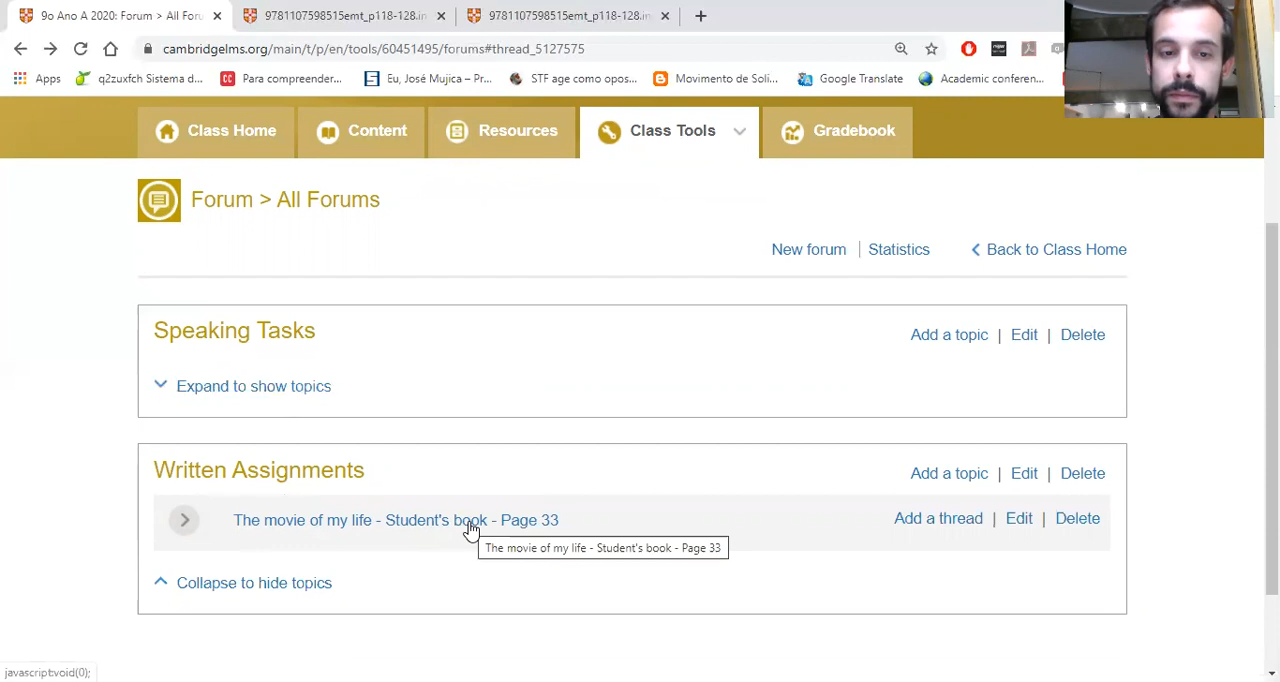 9o Ano A 2020: Forum > All Foru
9781107598515emt_p118-128.in
9781107598515emt_p118-128.im
cambridgelms.org/main/t/p/en/tools/60451495/forums#thread_5127575
Apps
q2zuxfch Sistema d...
Para compreender...
Eu, José Mujica – Pr...
STF age como opos...
Movimento de Soli...
Google Translate
Academic conferen...
Class Home
Content
Resources
Class Tools
Gradebook
Forum > All Forums
New forum | Statistics
Back to Class Home
Speaking Tasks
Add a topic | Edit | Delete
Expand to show topics
Written Assignments
Add a topic | Edit | Delete
The movie of my life - Student's book - Page 33
Add a thread | Edit | Delete
The movie of my life - Student's book - Page 33
Collapse to hide topics
javascript:void(0);